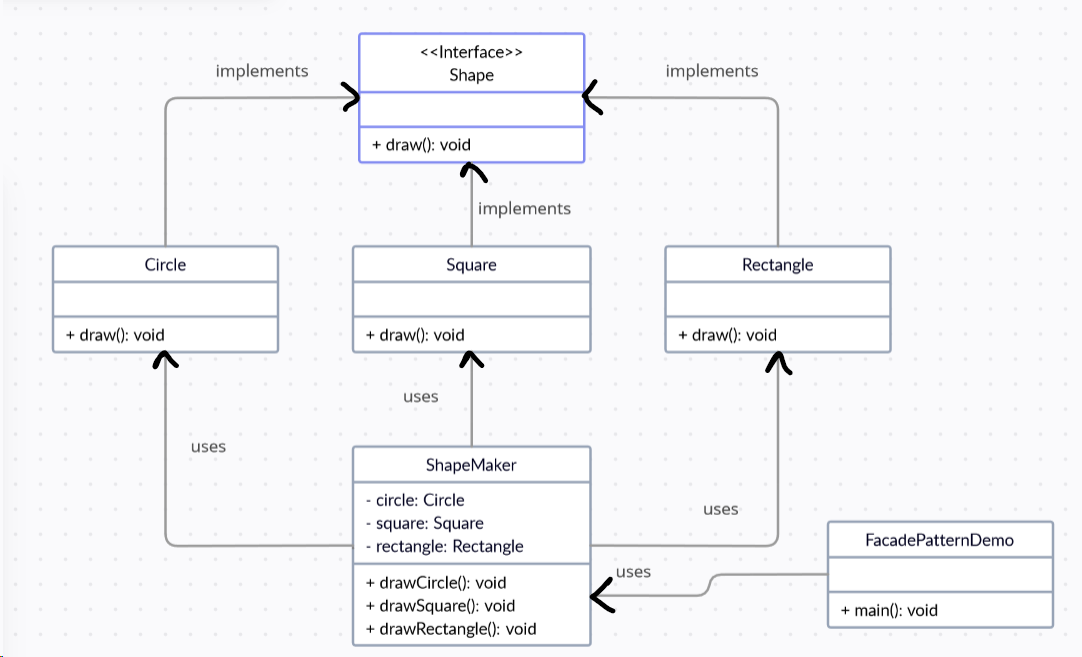 <<Interface>>
Shape
+ draw(): void
implements
implements
implements
Circle
+ draw(): void
Square
+ draw(): void
Rectangle
+ draw(): void
uses
uses
uses
ShapeMaker
- circle: Circle
- square: Square
- rectangle: Rectangle
+ drawCircle(): void
+ drawSquare(): void
+ drawRectangle(): void
uses
FacadePatternDemo
+ main(): void